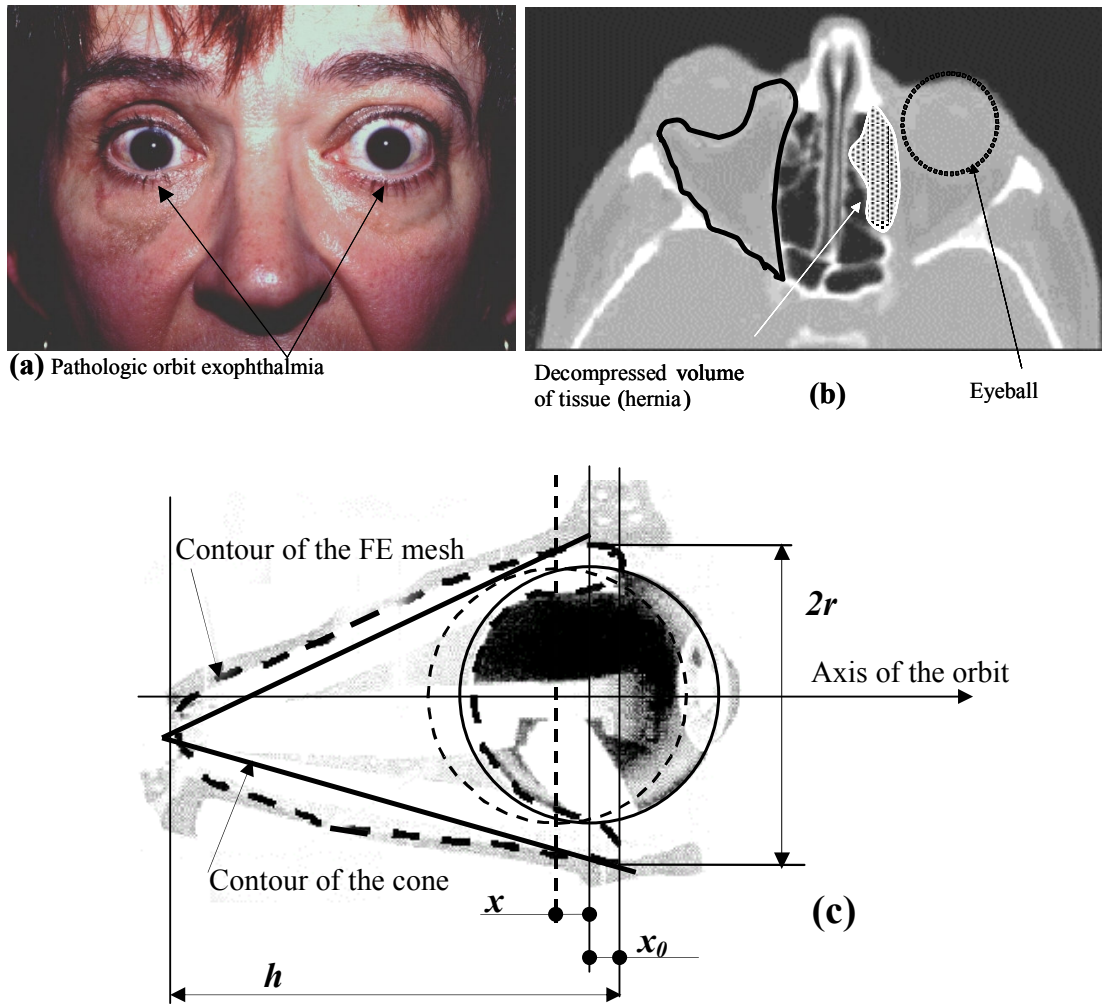 (a) Pathologic orbit exophthalmia
Decompressed volume
of tissue (hernia)
(b)
Eyeball
Contour of the FE mesh
2r
Axis of the orbit
Contour of the cone
(c)
x
x0
h